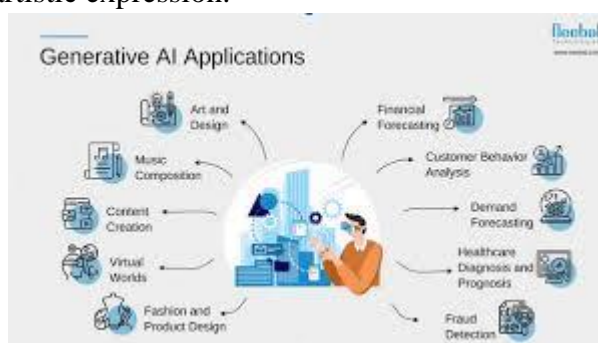 artistic expression.
Generative AI Applications
Art and
Design
Music
Composition
Content
Creation
Virtual
Worlds
Fashion and
Product Design
Financial
Forecasting
Customer Behavior
Analysis
Demand
Forecasting
Healthcare
Diagnosis and
Prognosis
Fraud
Detection